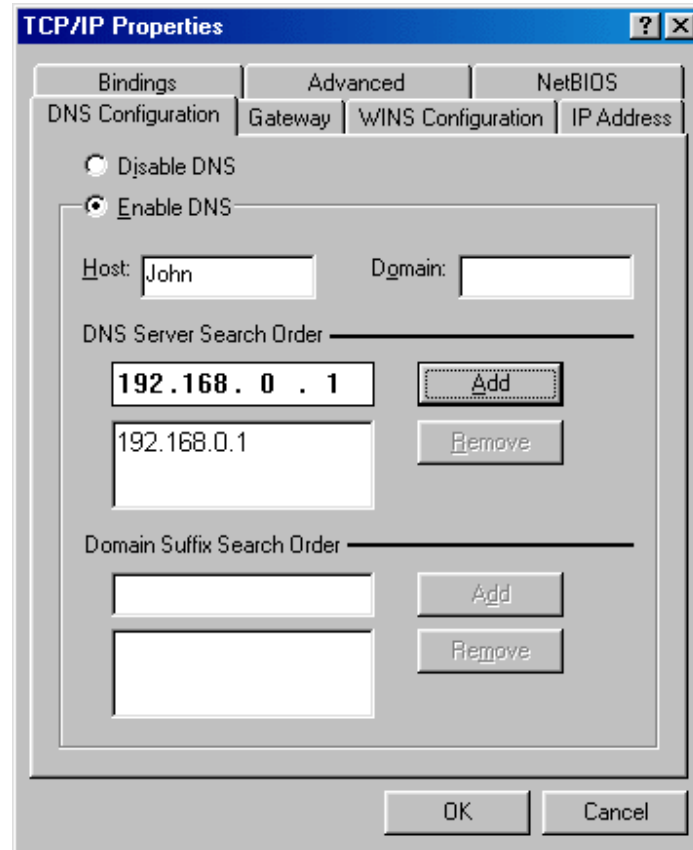 TCP/IP Properties
Bindings Advanced NetBIOS
DNS Configuration Gateway WINS Configuration IP Address
Disable DNS
Enable DNS
Host: John Domain:
DNS Server Search Order
192.168. 0 . 1 Add
192.168.0.1 Remove
Domain Suffix Search Order
Add
Remove
OK Cancel